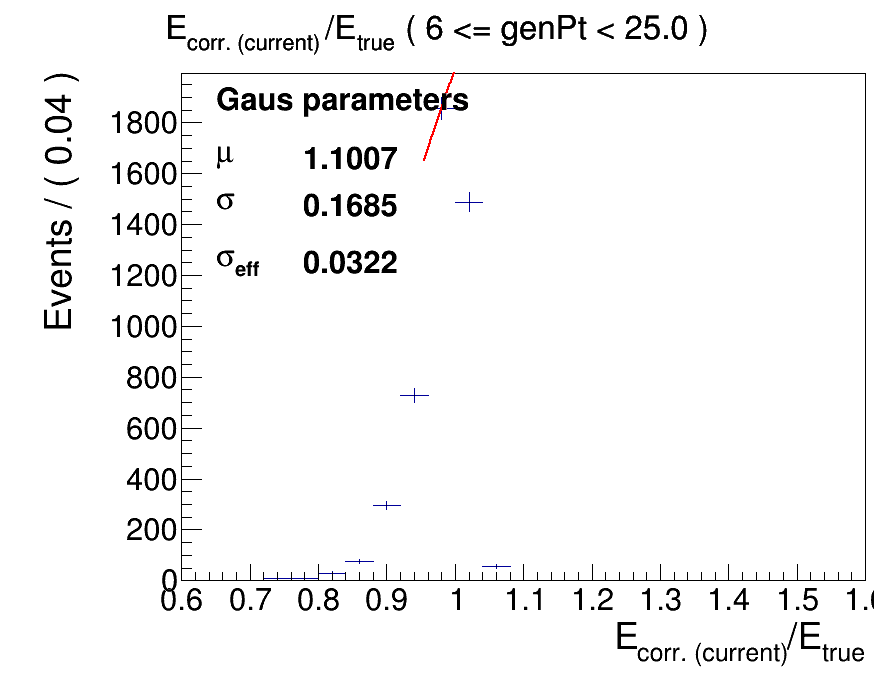 E_corr. (current)/E_true ( 6 <= genPt < 25.0 )
Events / ( 0.04 )
Gaus parameters
μ 1.1007
σ 0.1685
σ_eff 0.0322
1800
1600
1400
1200
1000
800
600
400
200
0
0.6 0.7 0.8 0.9 1 1.1 1.2 1.3 1.4 1.5 1.6
E_corr. (current)/E_true